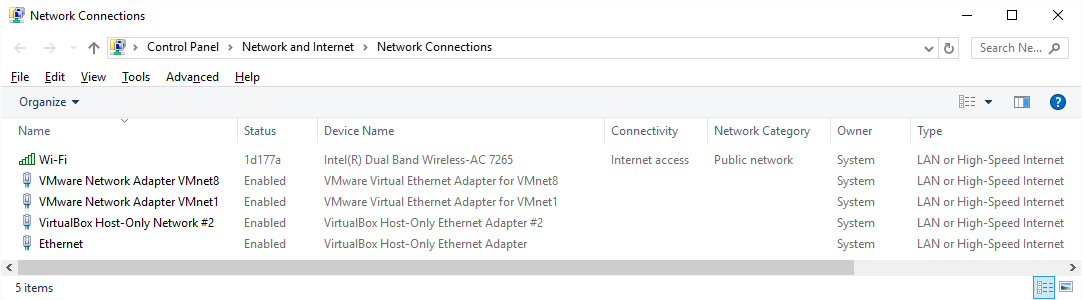 Network Connections
Control Panel Network and Internet Network Connections Search Ne...
File Edit View Tools Advanced Help
Organize
Name Status Device Name Connectivity Network Category Owner Type
Wi-Fi 1d177a Intel(R) Dual Band Wireless-AC 7265 Internet access Public network System LAN or High-Speed Internet
VMware Network Adapter VMnet8 Enabled VMware Virtual Ethernet Adapter for VMnet8 System LAN or High-Speed Internet
VMware Network Adapter VMnet1 Enabled VMware Virtual Ethernet Adapter for VMnet1 System LAN or High-Speed Internet
VirtualBox Host-Only Network #2 Enabled VirtualBox Host-Only Ethernet Adapter #2 System LAN or High-Speed Internet
Ethernet Enabled VirtualBox Host-Only Ethernet Adapter System LAN or High-Speed Internet
5 items